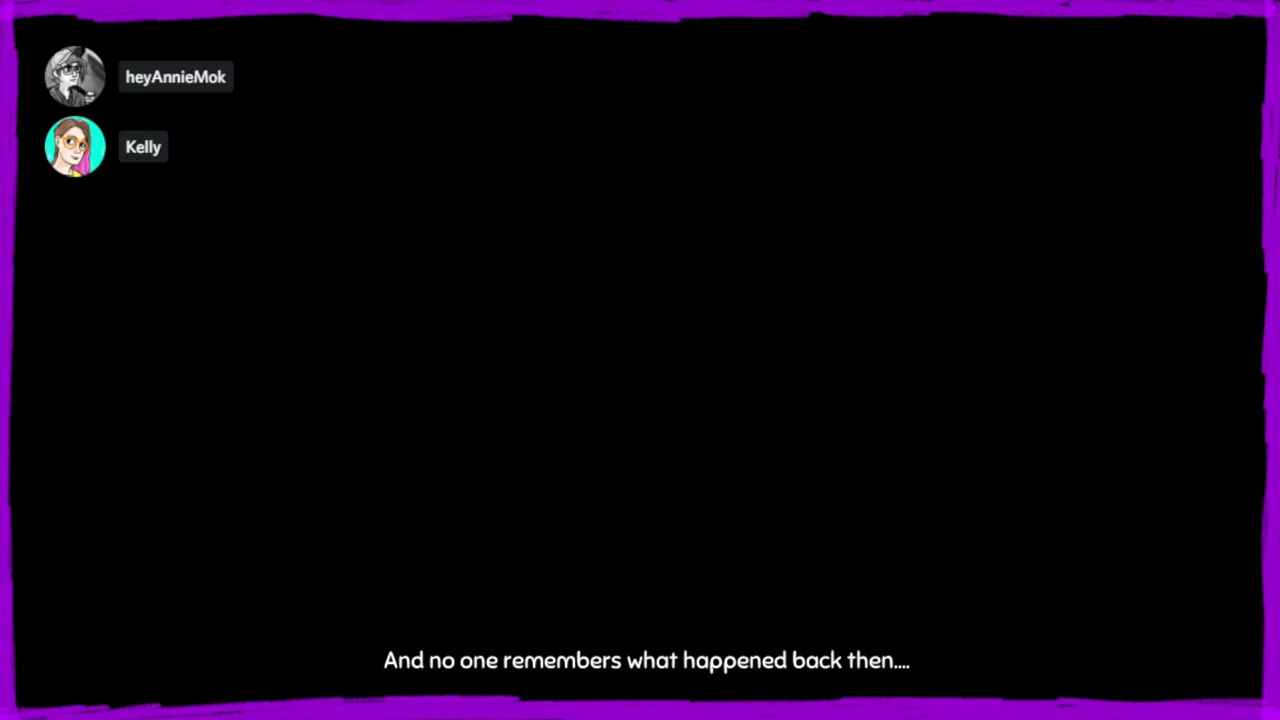 heyAnnieMok
Kelly
And no one remembers what happened back then....